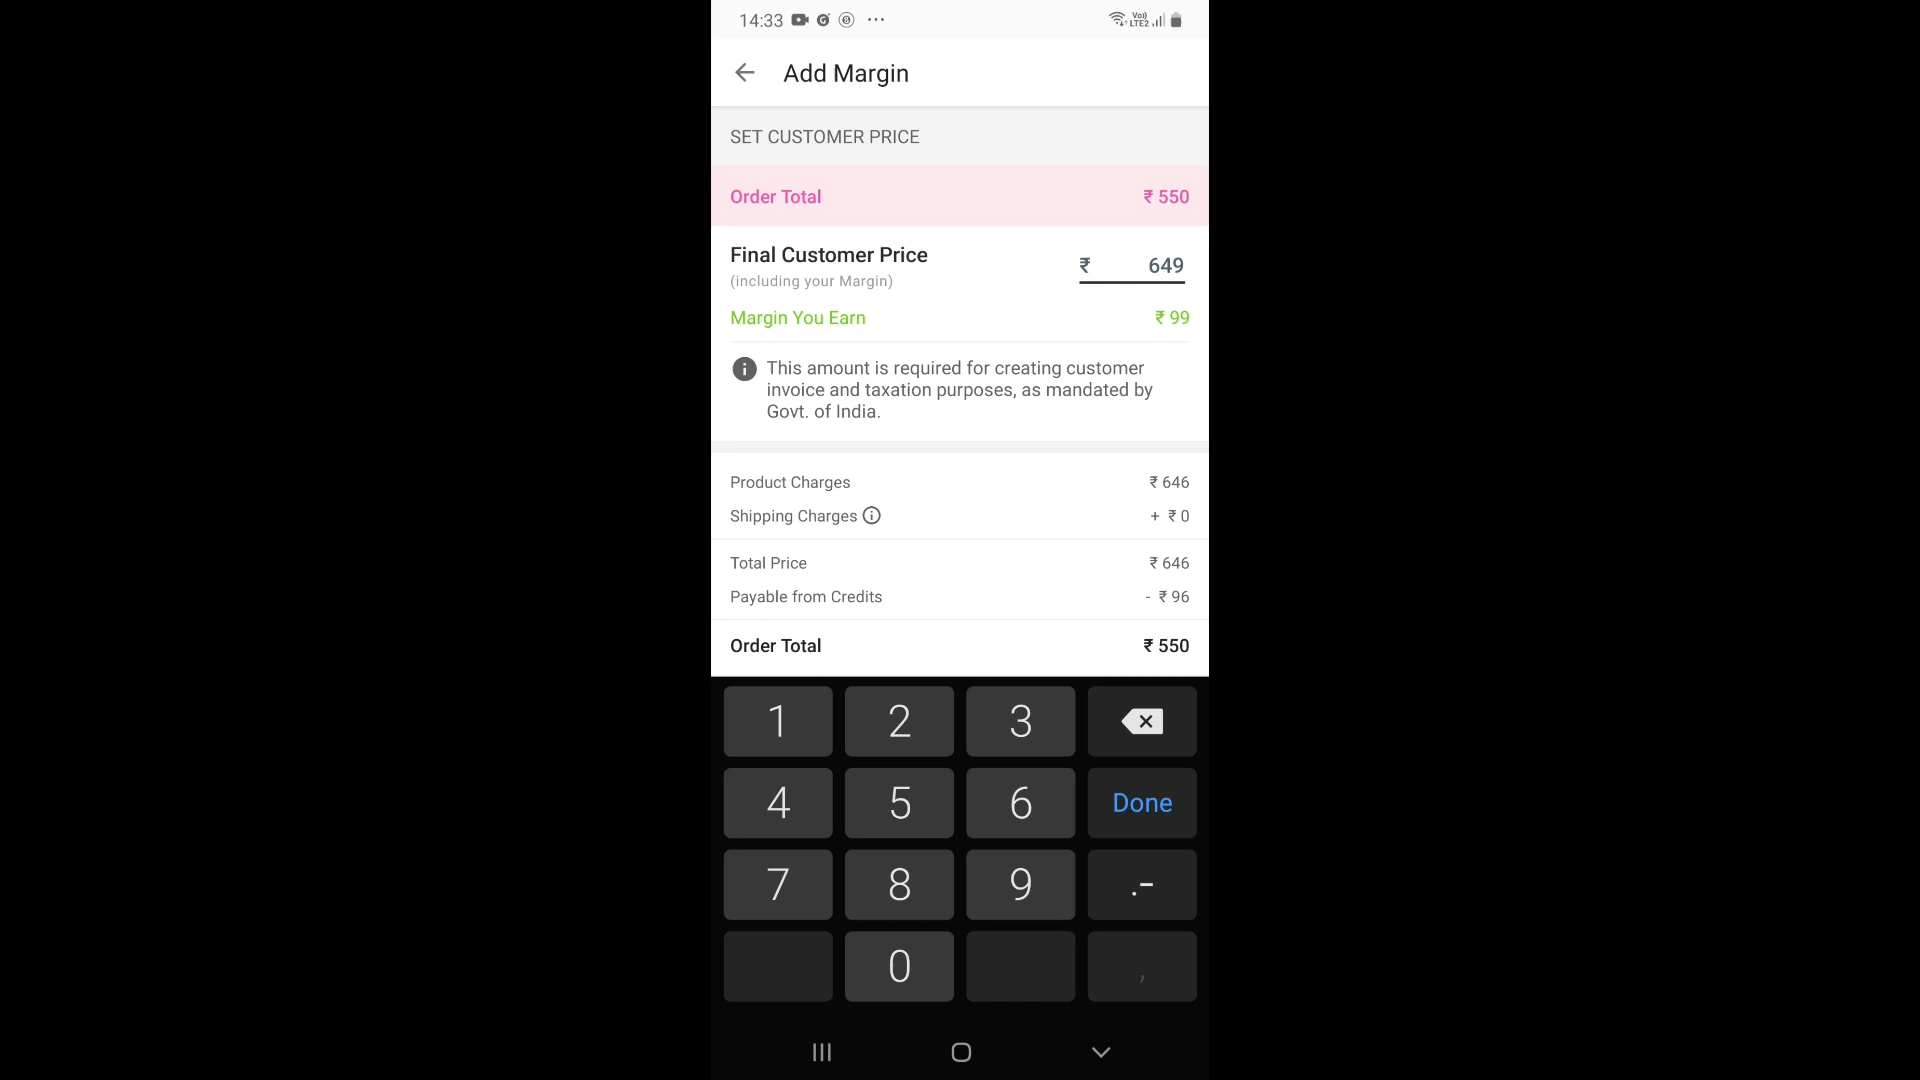 14:33
Vo)) LTE2
Add Margin
SET CUSTOMER PRICE
Order Total ₹ 550
Final Customer Price
₹ 649
(including your Margin)
Margin You Earn ₹ 99
This amount is required for creating customer
invoice and taxation purposes, as mandated by
Govt. of India.
Product Charges ₹ 646
Shipping Charges + ₹ 0
Total Price ₹ 646
Payable from Credits - ₹ 96
Order Total ₹ 550
1 2 3
4 5 6 Done
7 8 9 .-
0 ,